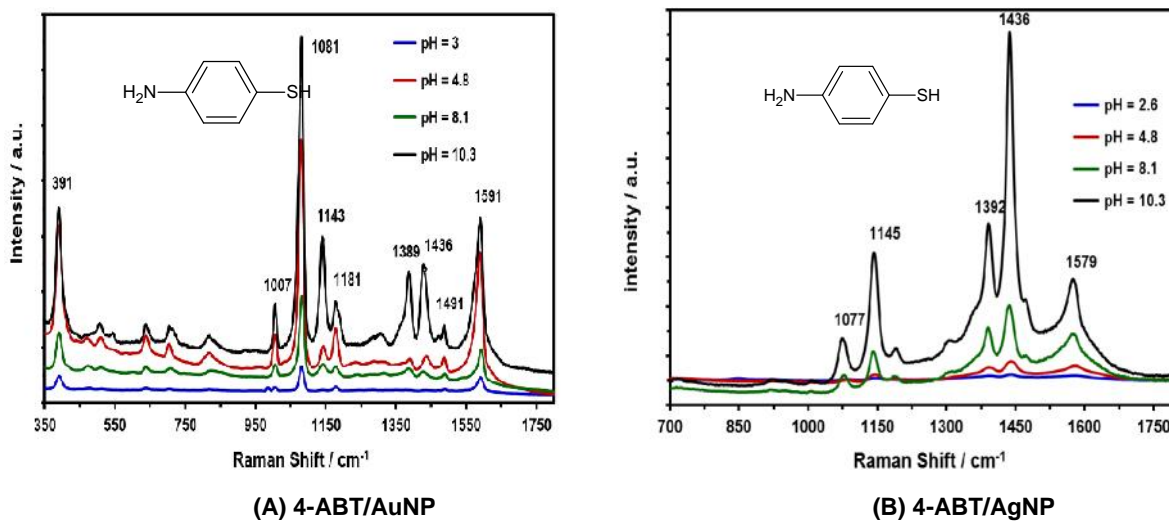 Intensity / a.u.
H₂N
SH
1081
pH = 3
pH = 4.8
pH = 8.1
pH = 10.3
391
1007
1143
1181
1389
1436
1491
1591
350
550
750
950
1150
1350
1550
1750
Raman Shift / cm⁻¹
(A) 4-ABT/AuNP
intensity / a.u.
H₂N
SH
1436
pH = 2.6
pH = 4.8
pH = 8.1
pH = 10.3
1392
1145
1077
1579
700
850
1000
1150
1300
1450
1600
1750
Raman Shift / cm⁻¹
(B) 4-ABT/AgNP